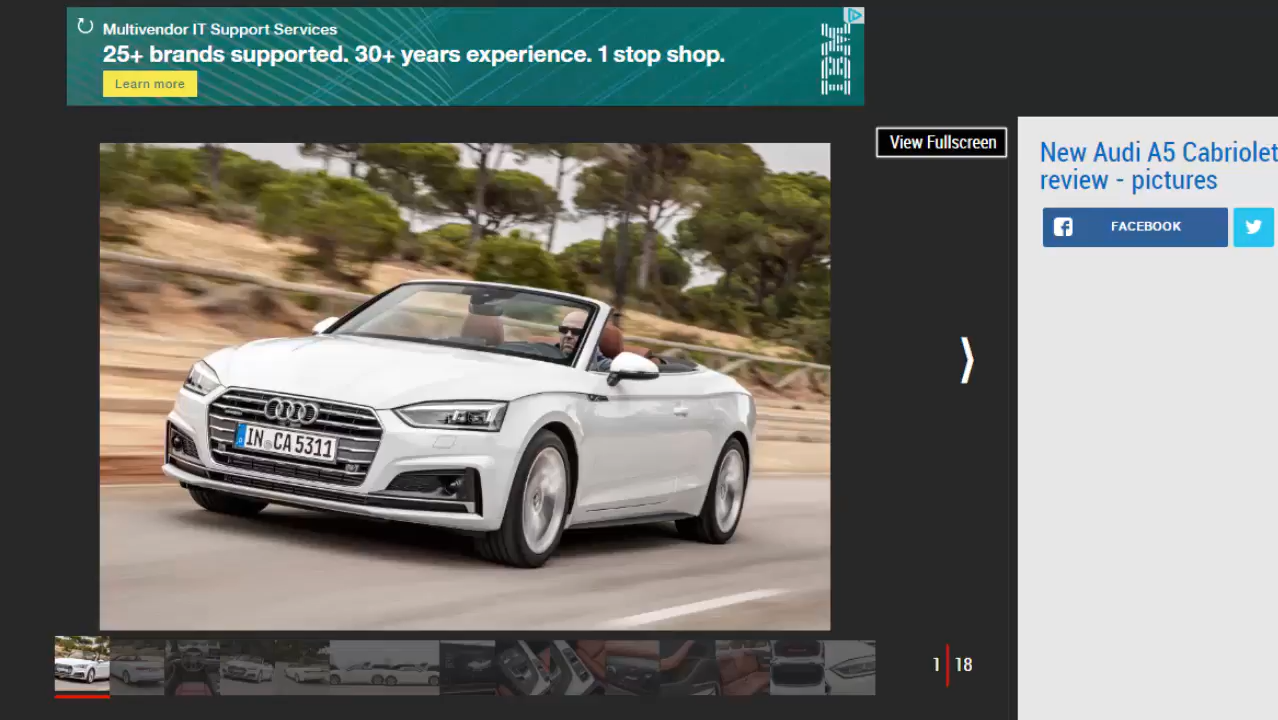 Multivendor IT Support Services
25+ brands supported. 30+ years experience. 1 stop shop.
Learn more
IBM
View Fullscreen
New Audi A5 Cabriolet
review - pictures
FACEBOOK
IN CA 5311
1 18